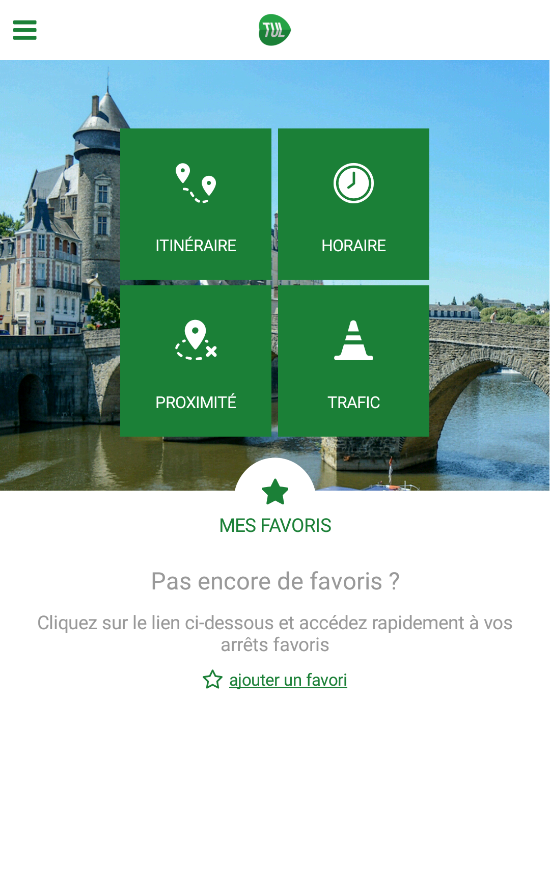 TUL
ITINÉRAIRE
HORAIRE
PROXIMITÉ
TRAFIC
MES FAVORIS
Pas encore de favoris ?
Cliquez sur le lien ci-dessous et accédez rapidement à vos
arrêts favoris
ajouter un favori